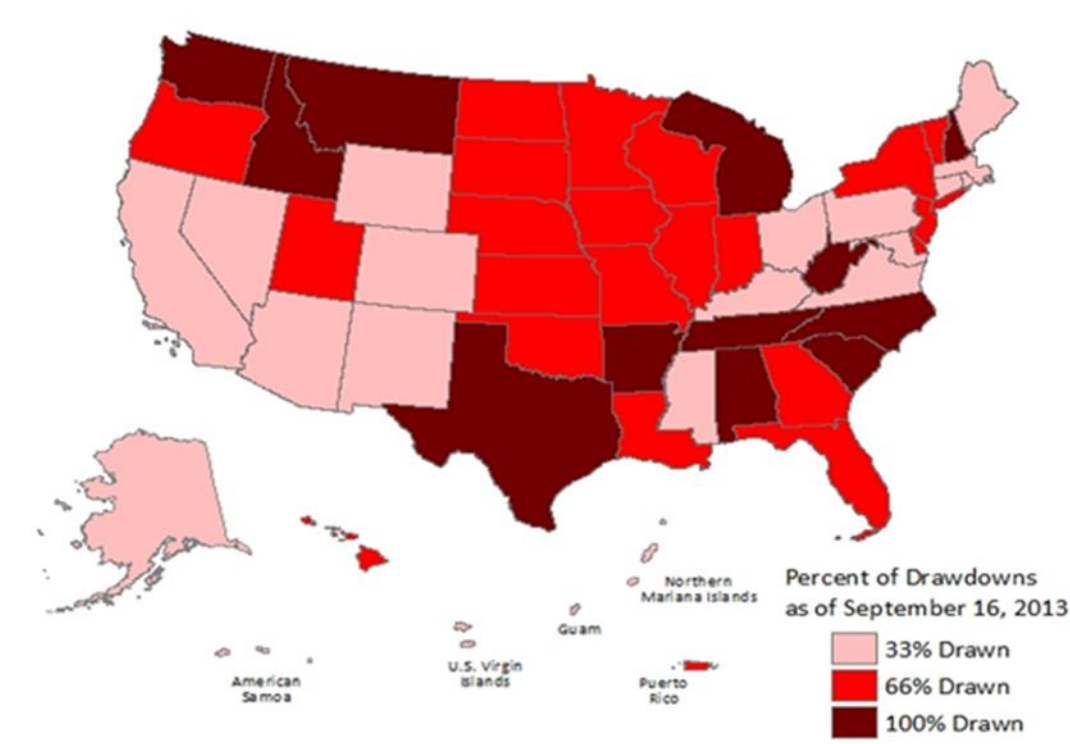 Northern
Mariana Islands
Guam
U.S. Virgin
Islands
American
Samoa
Puerto
Rico
Percent of Drawdowns
as of September 16, 2013
33% Drawn
66% Drawn
100% Drawn